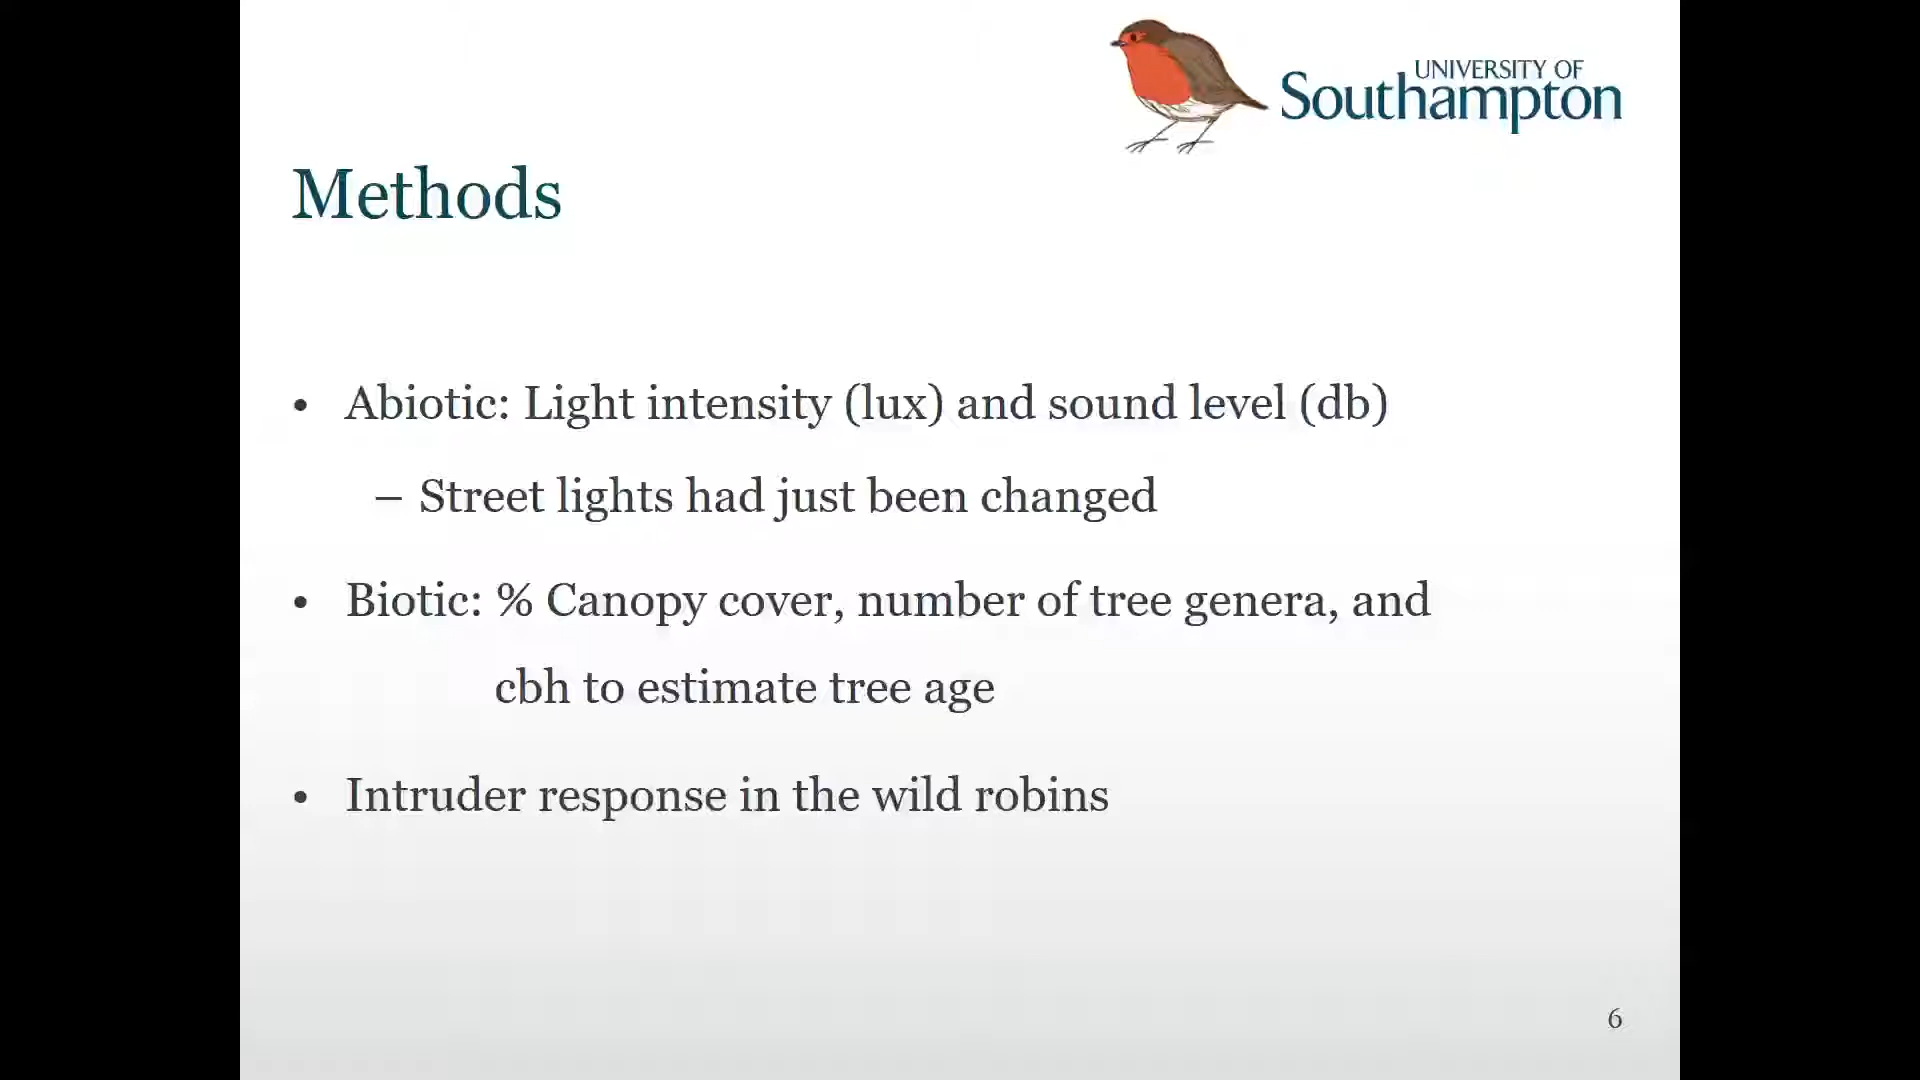 UNIVERSITY OF
Southampton
Methods
• Abiotic: Light intensity (lux) and sound level (db)
– Street lights had just been changed
• Biotic: % Canopy cover, number of tree genera, and
cbh to estimate tree age
• Intruder response in the wild robins
6